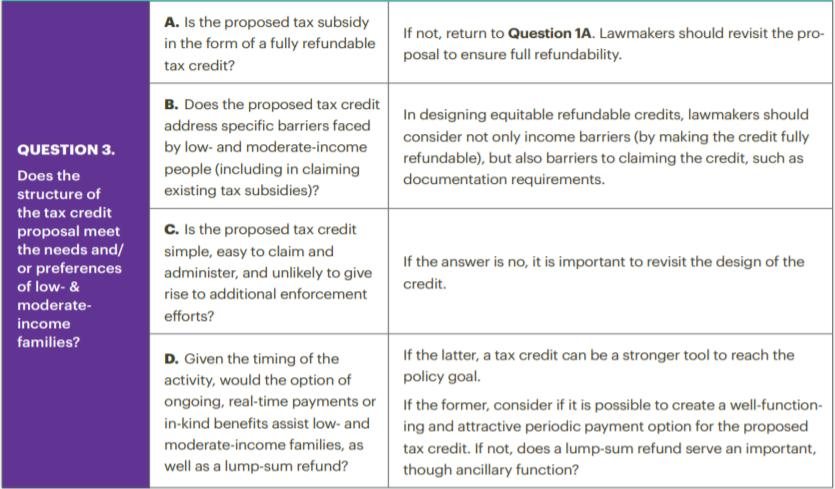 QUESTION 3.
Does the
structure of
the tax credit
proposal meet
the needs and/
or preferences
of low- &
moderate-
income
families?
A. Is the proposed tax subsidy
in the form of a fully refundable
tax credit?
If not, return to Question 1A. Lawmakers should revisit the pro-
posal to ensure full refundability.
B. Does the proposed tax credit
address specific barriers faced
by low- and moderate-income
people (including in claiming
existing tax subsidies)?
In designing equitable refundable credits, lawmakers should
consider not only income barriers (by making the credit fully
refundable), but also barriers to claiming the credit, such as
documentation requirements.
C. Is the proposed tax credit
simple, easy to claim and
administer, and unlikely to give
rise to additional enforcement
efforts?
If the answer is no, it is important to revisit the design of the
credit.
D. Given the timing of the
activity, would the option of
ongoing, real-time payments or
in-kind benefits assist low- and
moderate-income families, as
well as a lump-sum refund?
If the latter, a tax credit can be a stronger tool to reach the
policy goal.
If the former, consider if it is possible to create a well-function-
ing and attractive periodic payment option for the proposed
tax credit. If not, does a lump-sum refund serve an important,
though ancillary function?